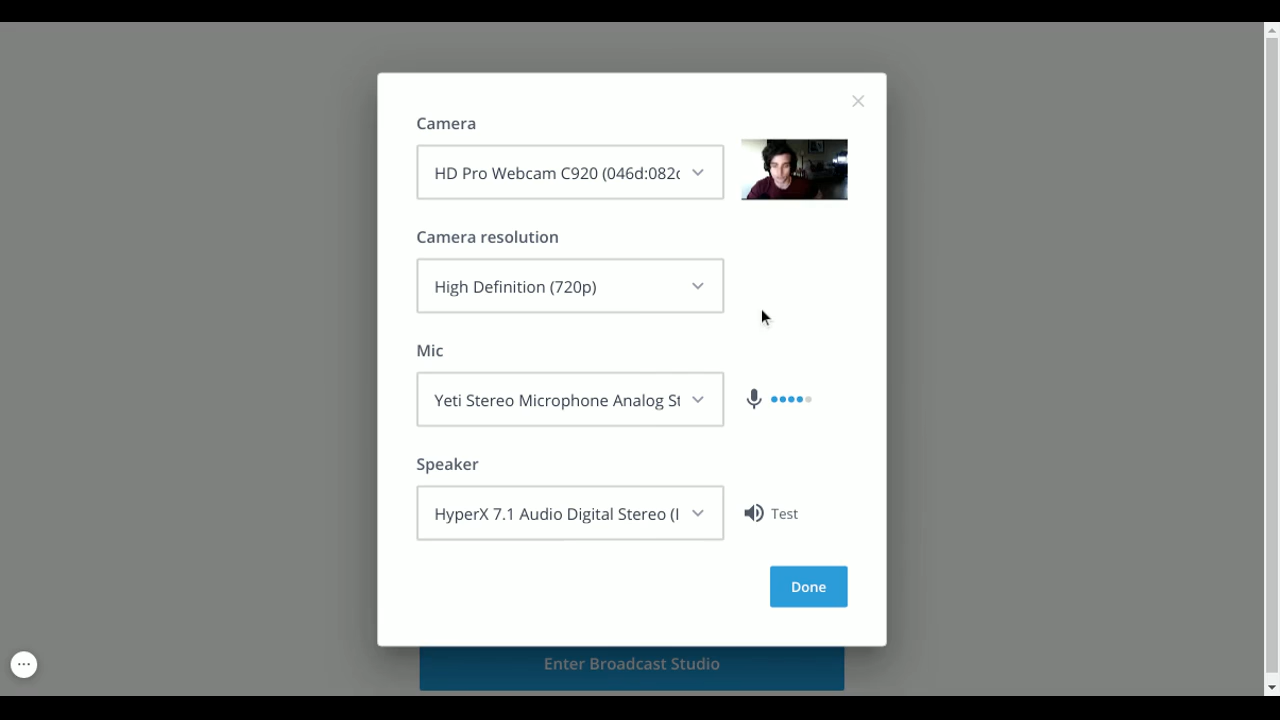 Camera
HD Pro Webcam C920 (046d:082
Camera resolution
High Definition (720p)
Mic
Yeti Stereo Microphone Analog St
Speaker
HyperX 7.1 Audio Digital Stereo (
Test
Done
Enter Broadcast Studio